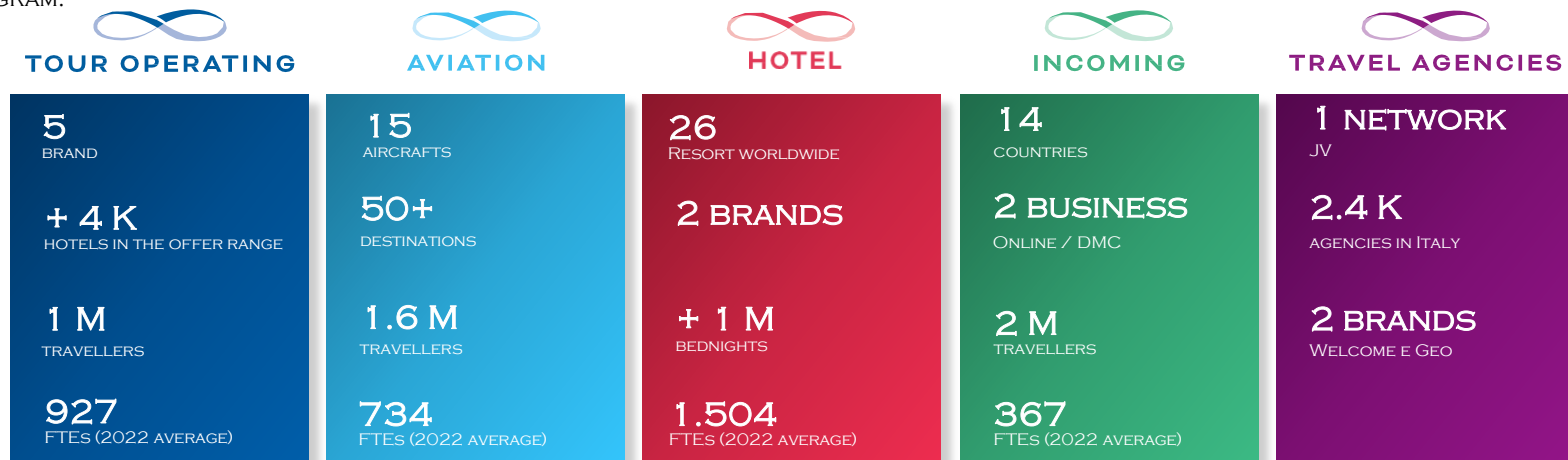 TOUR OPERATING
5
BRAND
+ 4 K
HOTELS IN THE OFFER RANGE
1 M
TRAVELLERS
927
FTES (2022 AVERAGE)
AVIATION
15
AIRCRAFTS
50+
DESTINATIONS
1.6 M
TRAVELLERS
734
FTES (2022 AVERAGE)
HOTEL
26
RESORT WORLDWIDE
2 BRANDS
+ 1 M
BEDNIGHTS
1.504
FTES (2022 AVERAGE)
INCOMING
14
COUNTRIES
2 BUSINESS
ONLINE / DMC
2 M
TRAVELLERS
367
FTES (2022 AVERAGE)
TRAVEL AGENCIES
1 NETWORK
JV
2.4 K
AGENCIES IN ITALY
2 BRANDS
WELCOME E GEO